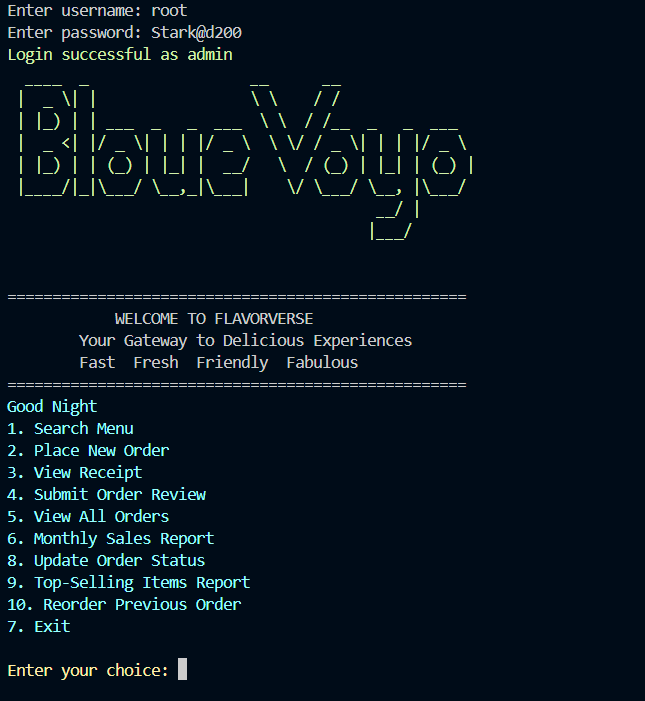 Enter username: root
Enter password: Stark@d200
Login successful as admin
Bloue Voyo
WELCOME TO FLAVORVERSE
Your Gateway to Delicious Experiences
Fast Fresh Friendly Fabulous
Good Night
1. Search Menu
2. Place New Order
3. View Receipt
4. Submit Order Review
5. View All Orders
6. Monthly Sales Report
8. Update Order Status
9. Top-Selling Items Report
10. Reorder Previous Order
7. Exit
Enter your choice: